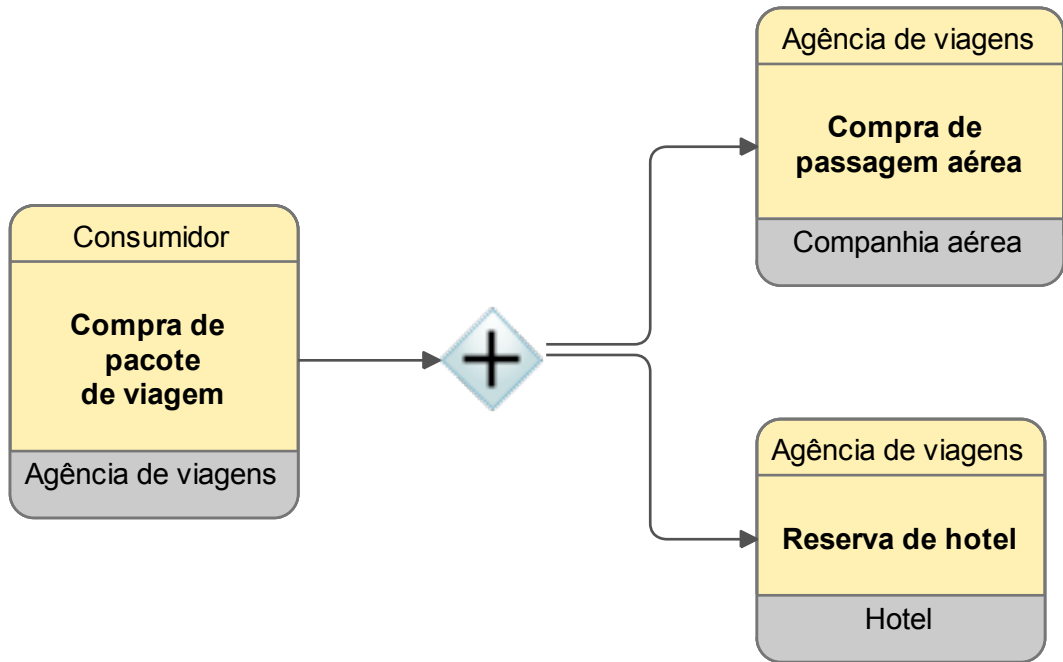 Consumidor
Compra de
pacote
de viagem
Agência de viagens
Agência de viagens
Compra de
passagem aérea
Companhia aérea
Agência de viagens
Reserva de hotel
Hotel